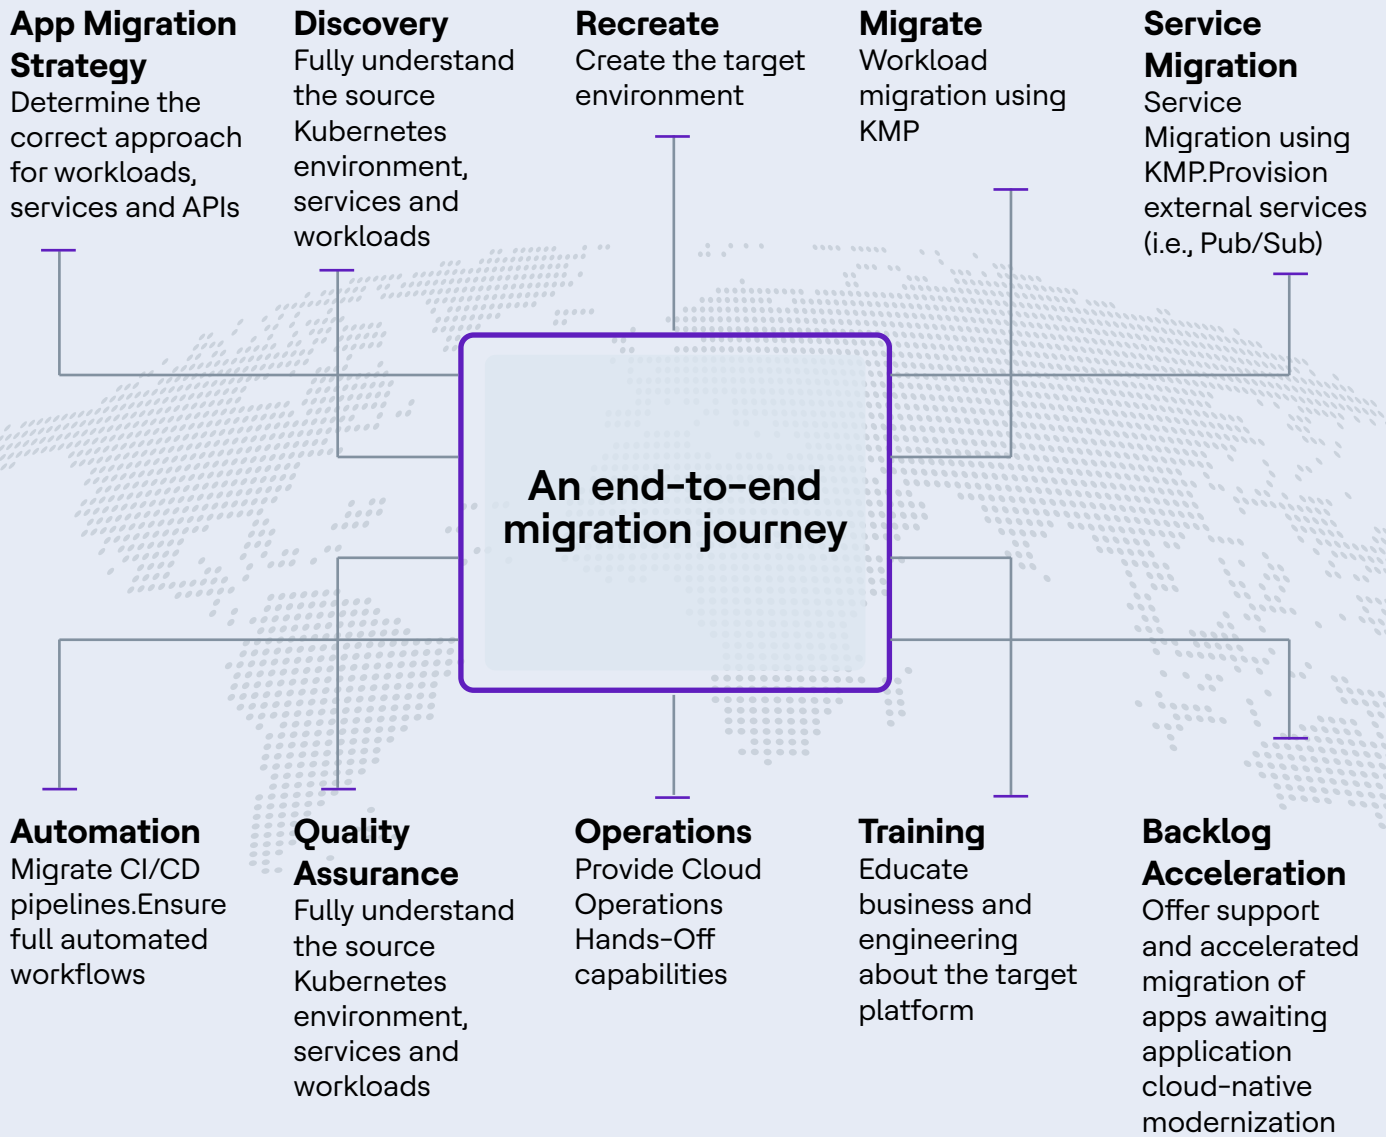 App Migration
Strategy
Determine the
correct approach
for workloads,
services and APIs
Discovery
Fully understand
the source
Kubernetes
environment,
services and
workloads
Recreate
Create the target
environment
Migrate
Workload
migration using
KMP
Service
Migration
Service
Migration using
KMP.Provision
external services
(i.e., Pub/Sub)
An end-to-end
migration journey
Automation
Migrate CI/CD
pipelines.Ensure
full automated
workflows
Quality
Assurance
Fully understand
the source
Kubernetes
environment,
services and
workloads
Operations
Provide Cloud
Operations
Hands-Off
capabilities
Training
Educate
business and
engineering
about the target
platform
Backlog
Acceleration
Offer support
and accelerated
migration of
apps awaiting
application
cloud-native
modernization